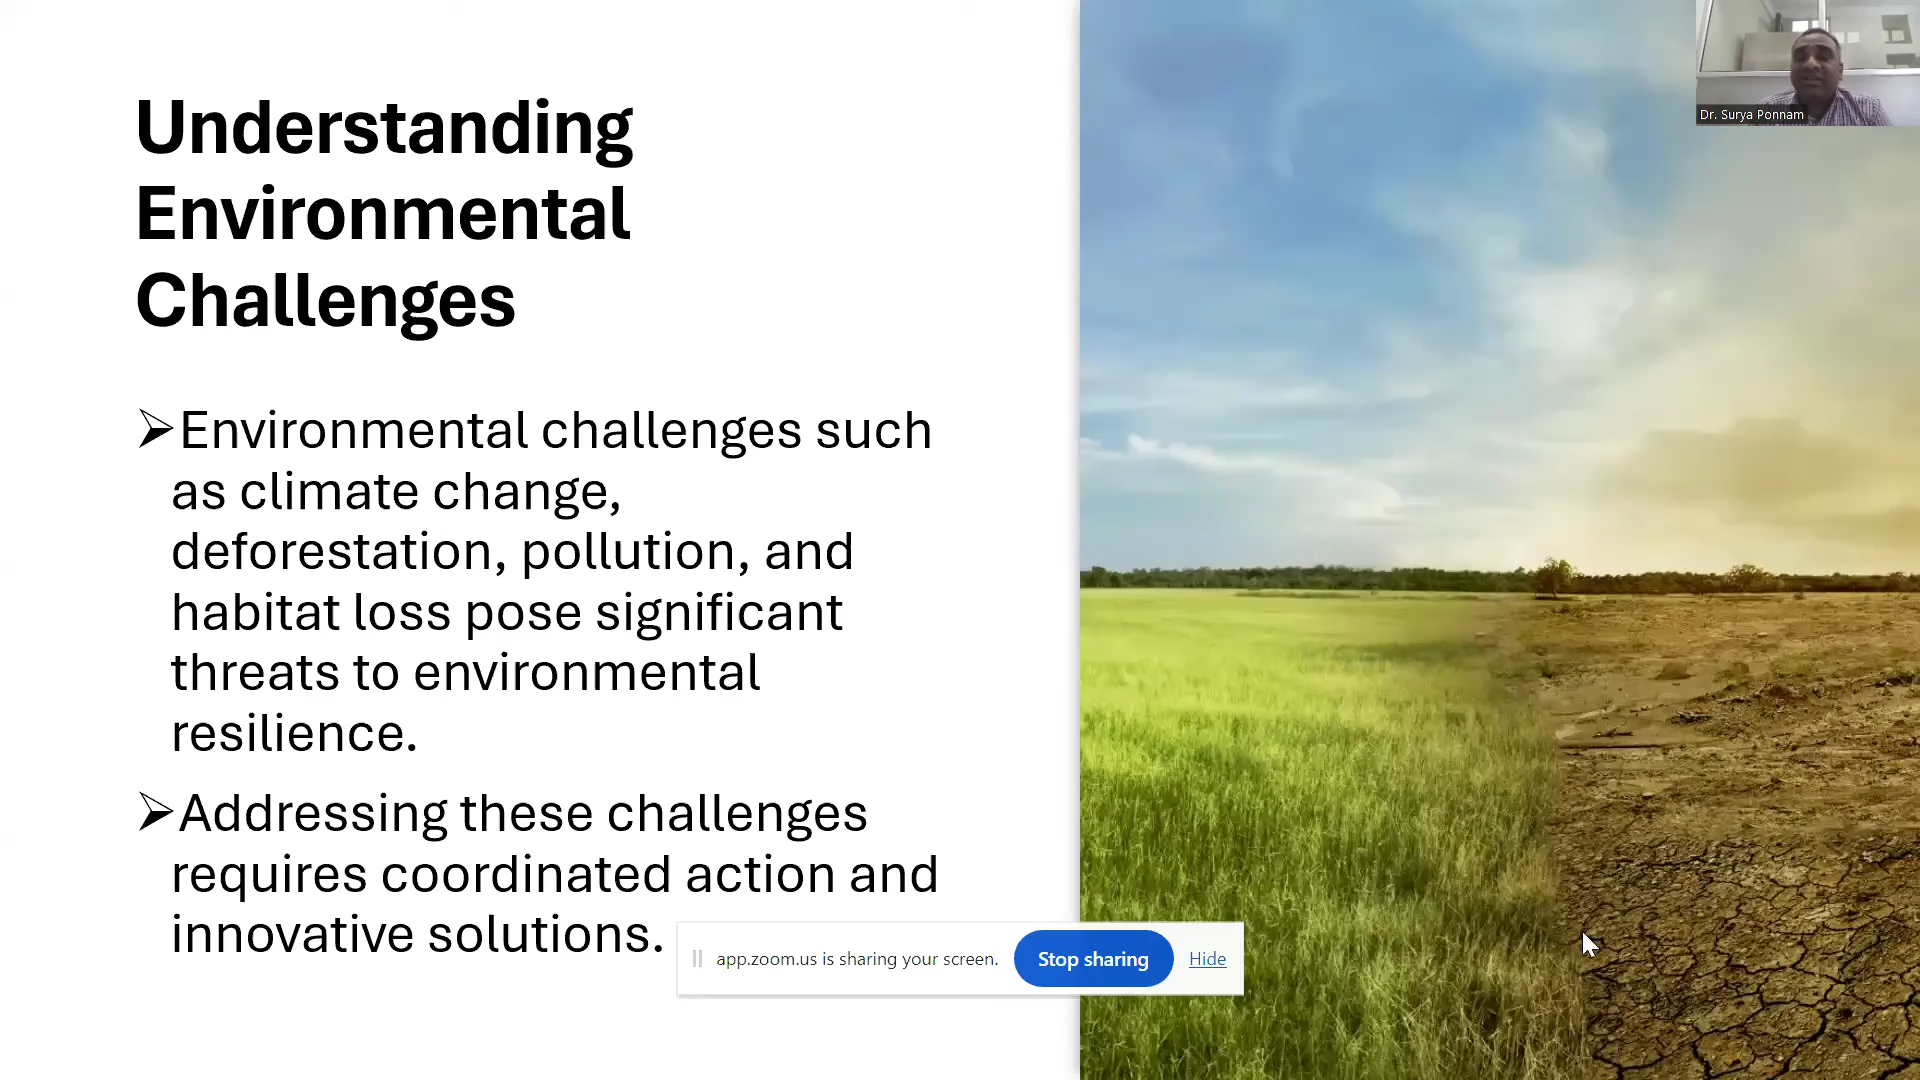 Understanding
Environmental
Challenges
➢Environmental challenges such
as climate change,
deforestation, pollution, and
habitat loss pose significant
threats to environmental
resilience.
➢Addressing these challenges
requires coordinated action and
innovative solutions.
Dr. Surya Ponnam
app.zoom.us is sharing your screen. Stop sharing Hide